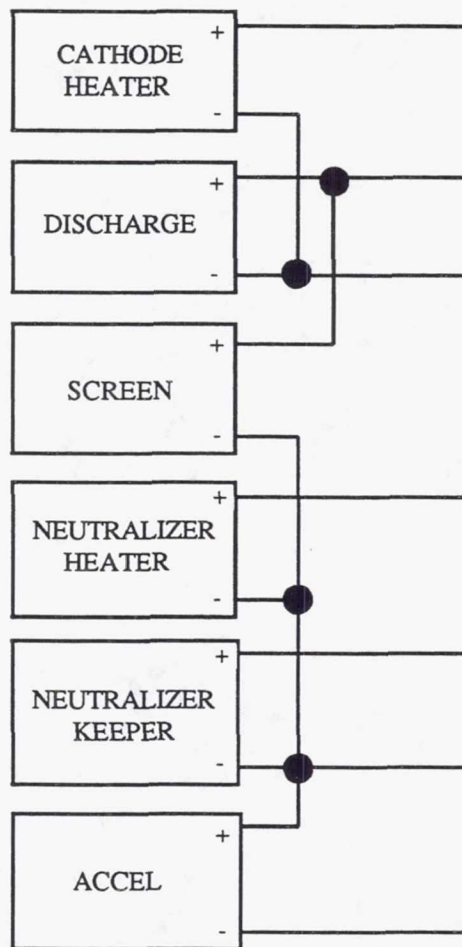 +
CATHODE
HEATER
-
+
DISCHARGE
-
+
SCREEN
-
+
NEUTRALIZER
HEATER
-
+
NEUTRALIZER
KEEPER
-
+
ACCEL
-